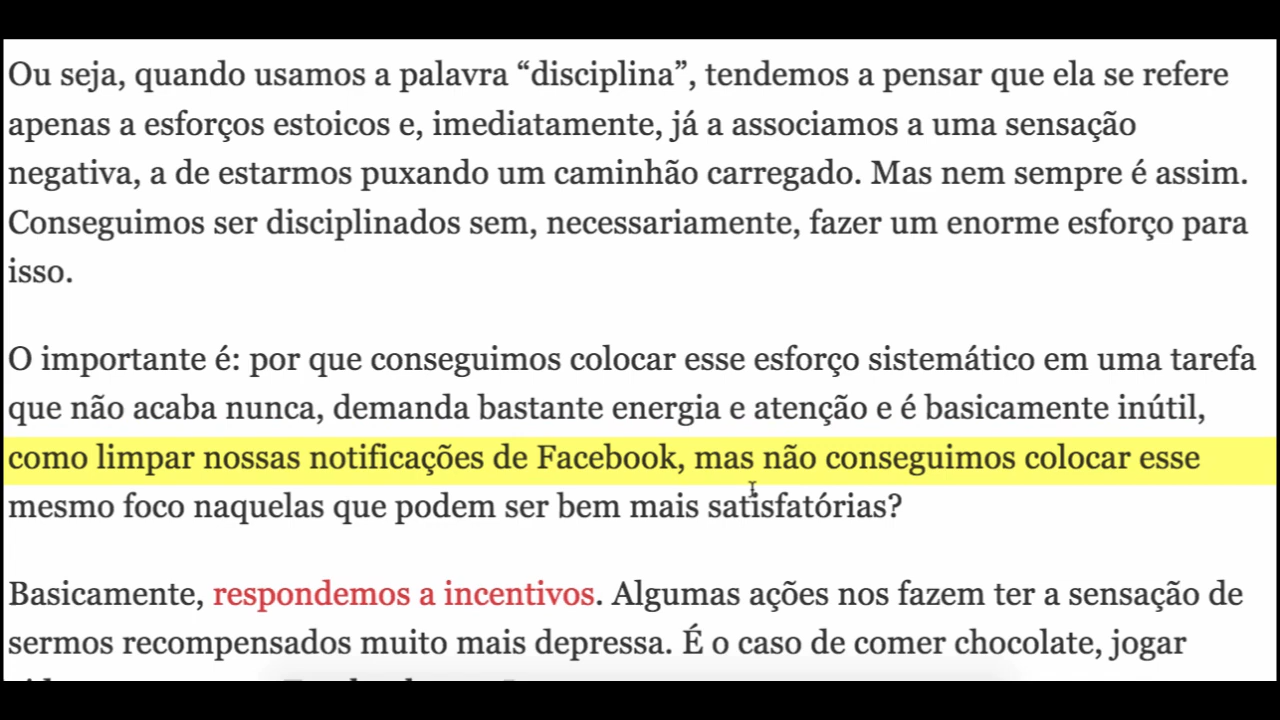 Ou seja, quando usamos a palavra “disciplina”, tendemos a pensar que ela se refere
apenas a esforços estoicos e, imediatamente, já a associamos a uma sensação
negativa, a de estarmos puxando um caminhão carregado. Mas nem sempre é assim.
Conseguimos ser disciplinados sem, necessariamente, fazer um enorme esforço para
isso.
O importante é: por que conseguimos colocar esse esforço sistemático em uma tarefa
que não acaba nunca, demanda bastante energia e atenção e é basicamente inútil,
como limpar nossas notificações de Facebook, mas não conseguimos colocar esse
mesmo foco naquelas que podem ser bem mais satisfatórias?
Basicamente, respondemos a incentivos. Algumas ações nos fazem ter a sensação de
sermos recompensados muito mais depressa. É o caso de comer chocolate, jogar